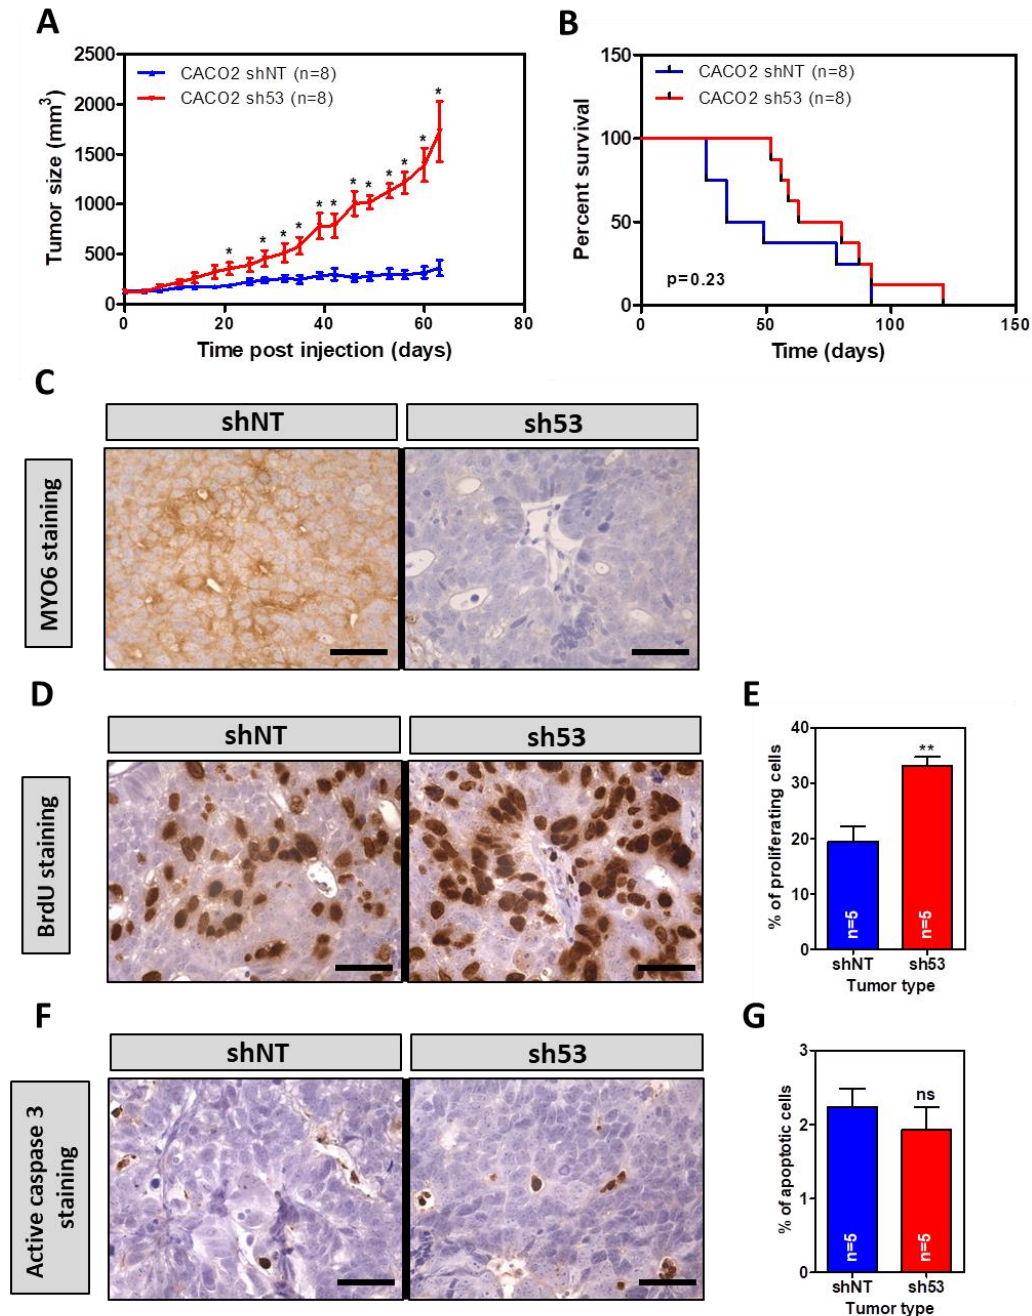 A
2500
2000
1500
1000
500
0
CACO2 shNT (n=8)
CACO2 sh53 (n=8)
* * * * * * * * * * * *
Tumor size (mm³)
0 20 40 60 80
Time post injection (days)
B
150
100
50
0
CACO2 shNT (n=8)
CACO2 sh53 (n=8)
Percent survival
p=0.23
0 50 100 150
Time (days)
C
shNT sh53
MYO6 staining
D
shNT sh53
BrdU staining
E
40
30
20
10
0
% of proliferating cells
**
n=5 n=5
shNT sh53
Tumor type
F
shNT sh53
Active caspase 3
staining
G
3
2
1
0
% of apoptotic cells
ns
n=5 n=5
shNT sh53
Tumor type